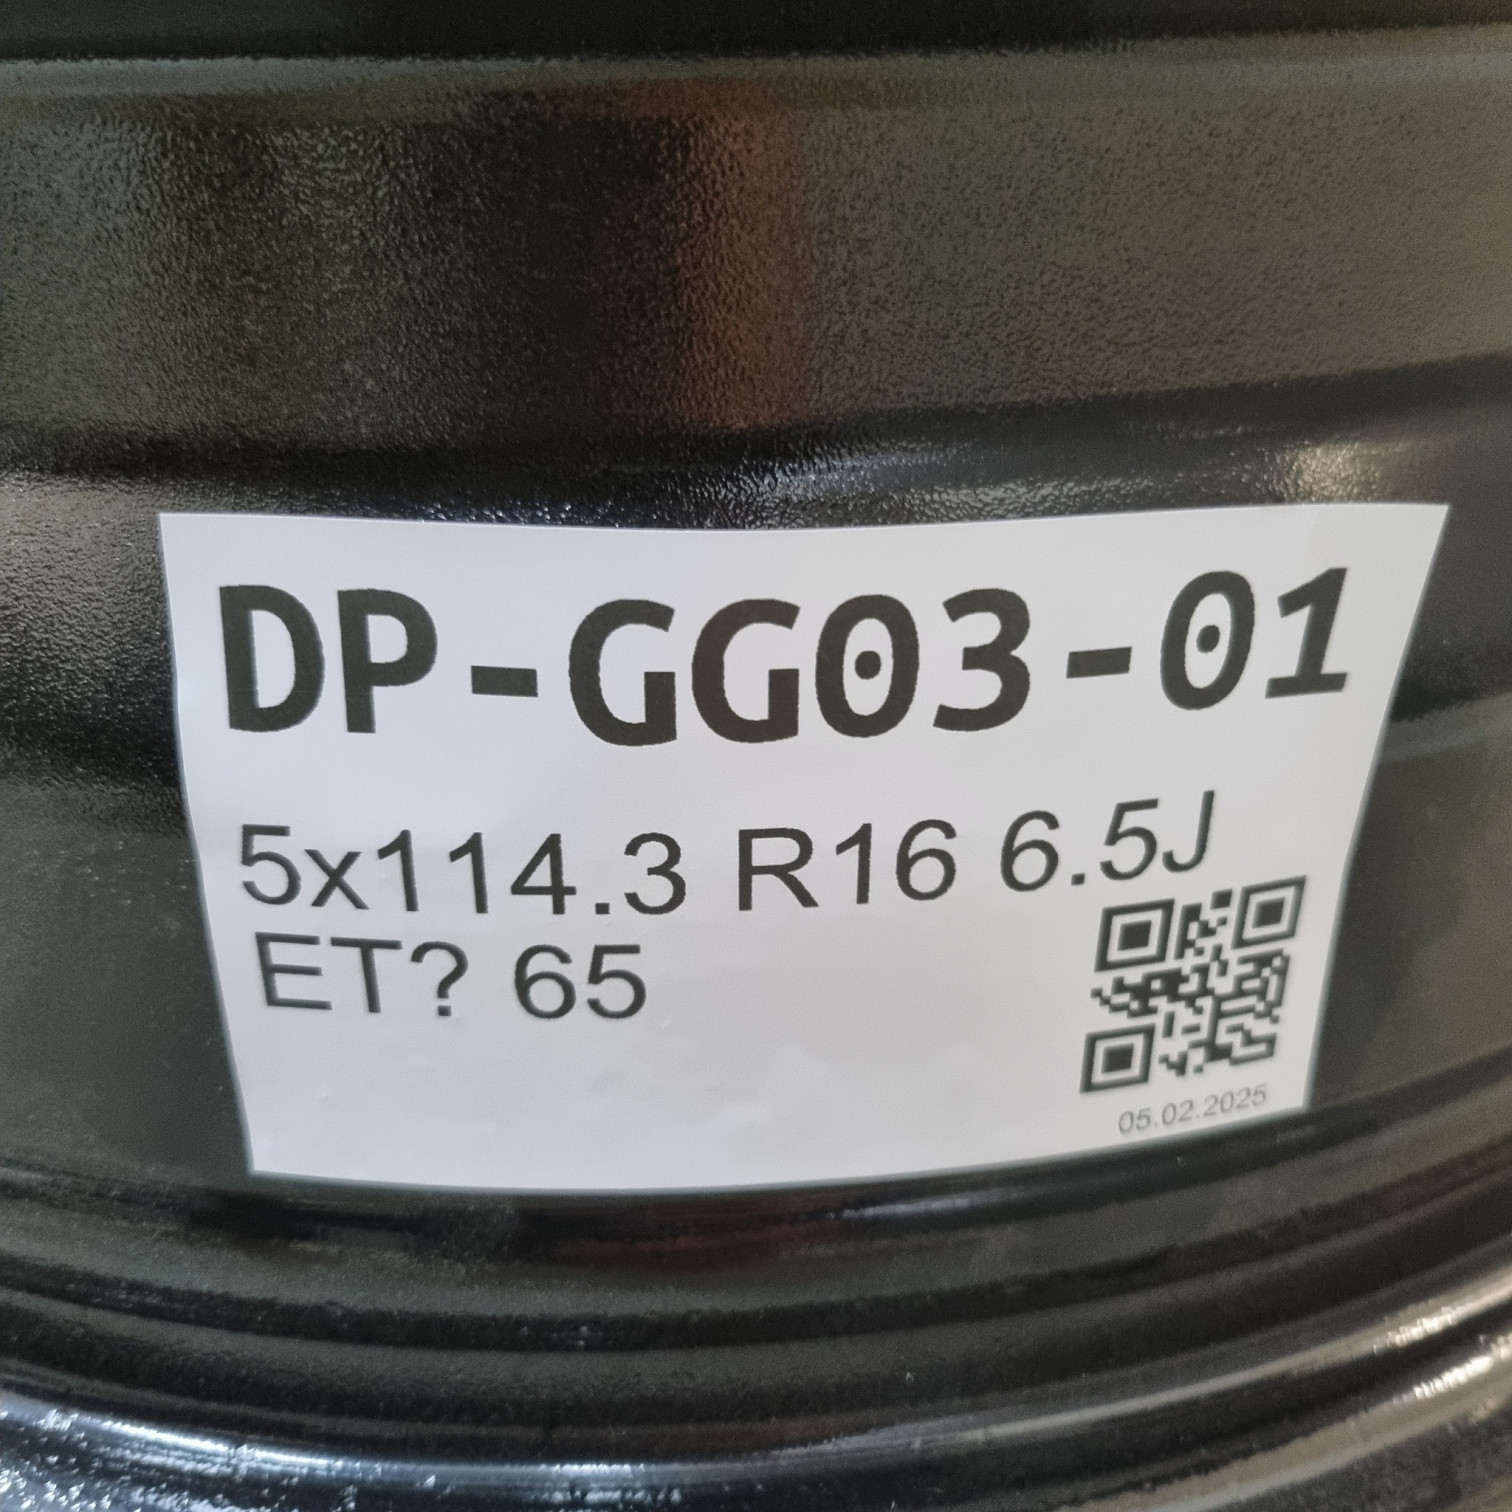 DP-GG03-01
5x114.3 R16 6.5J
ET? 65
05.02.2025